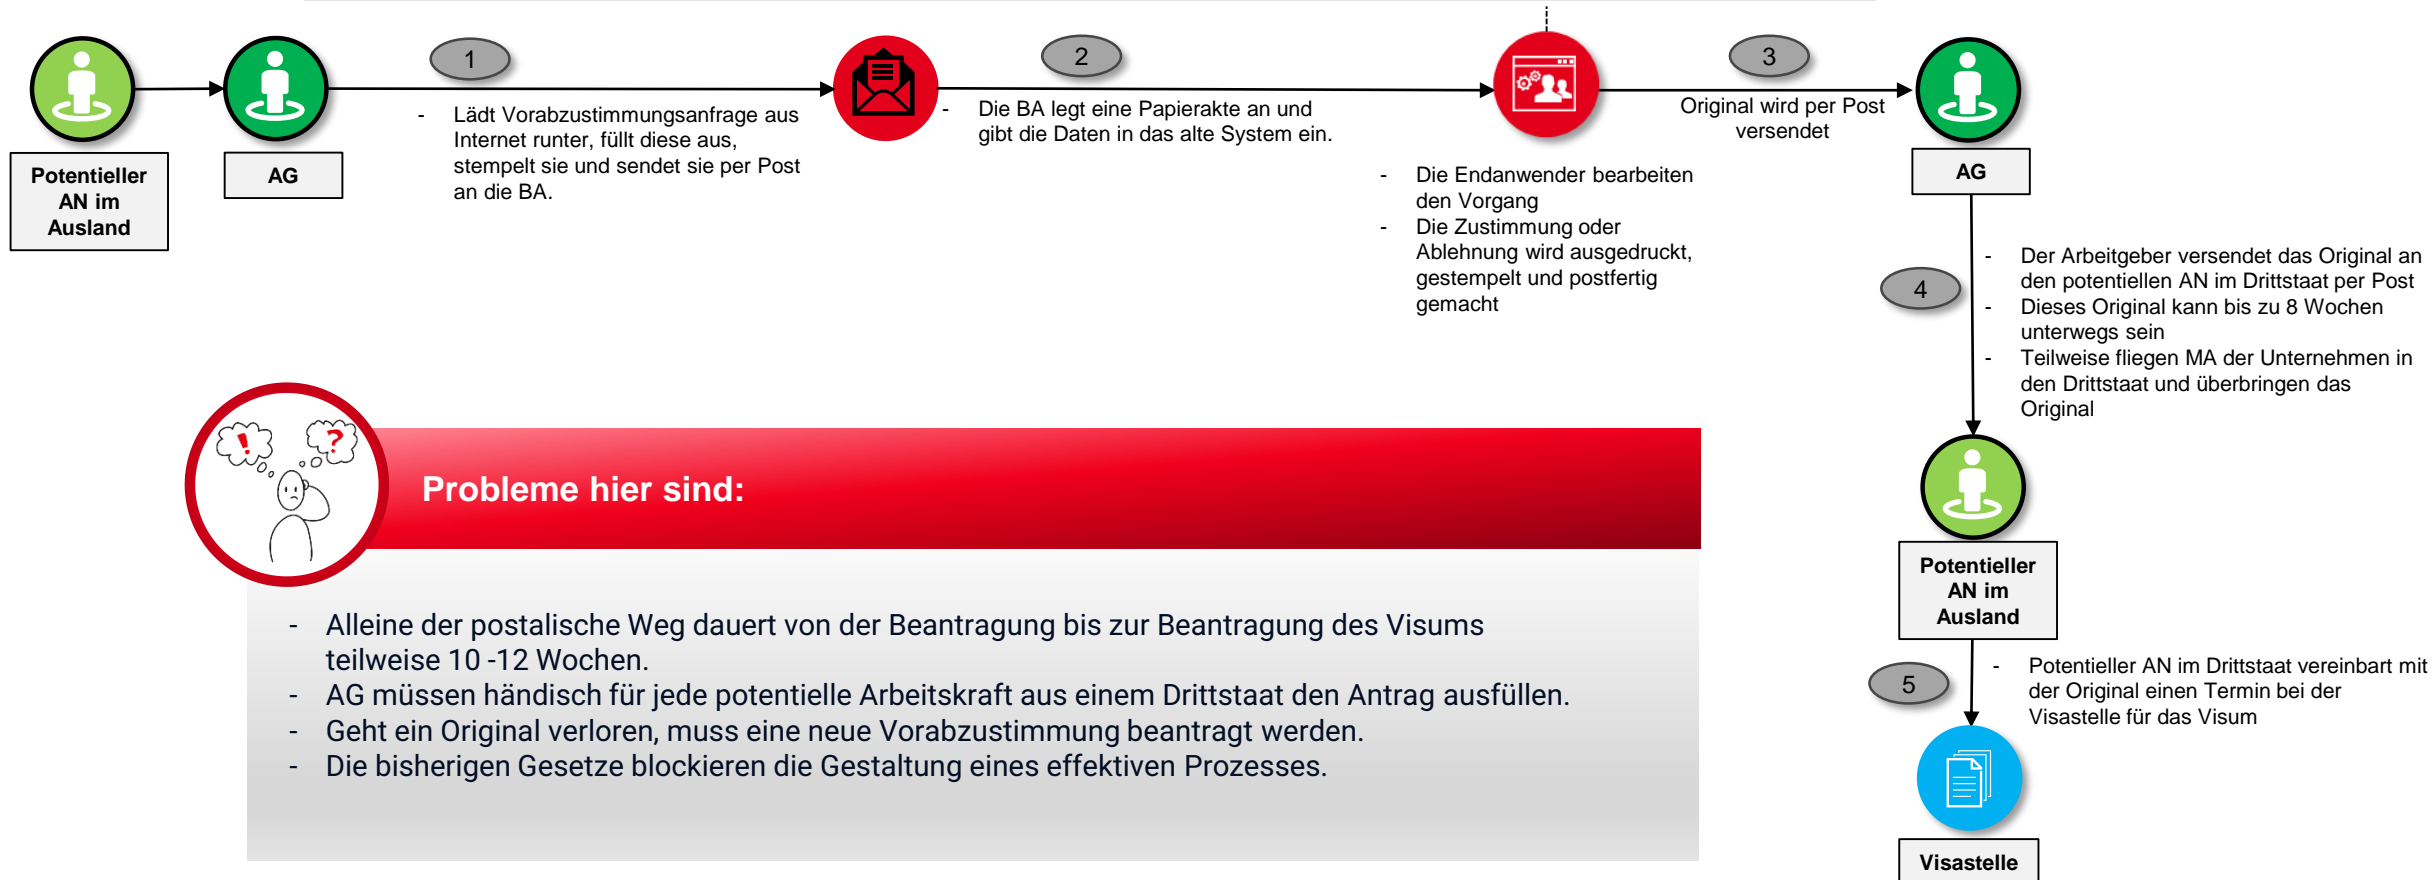 1
2
3
Potentieller
AN im
Ausland
AG
- Lädt Vorabzustimmungsanfrage aus
Internet runter, füllt diese aus,
stempelt sie und sendet sie per Post
an die BA.
- Die BA legt eine Papierakte an und
gibt die Daten in das alte System ein.
- Die Endanwender bearbeiten
den Vorgang
- Die Zustimmung oder
Ablehnung wird ausgedruckt,
gestempelt und postfertig
gemacht
Original wird per Post
versendet
AG
4
- Der Arbeitgeber versendet das Original an
den potentiellen AN im Drittstaat per Post
- Dieses Original kann bis zu 8 Wochen
unterwegs sein
- Teilweise fliegen MA der Unternehmen in
den Drittstaat und überbringen das
Original
Potentieller
AN im
Ausland
5
- Potentieller AN im Drittstaat vereinbart mit
der Original einen Termin bei der
Visastelle für das Visum
Visastelle
! ?
Probleme hier sind:
- Alleine der postalische Weg dauert von der Beantragung bis zur Beantragung des Visums
teilweise 10 -12 Wochen.
- AG müssen händisch für jede potentielle Arbeitskraft aus einem Drittstaat den Antrag ausfüllen.
- Geht ein Original verloren, muss eine neue Vorabzustimmung beantragt werden.
- Die bisherigen Gesetze blockieren die Gestaltung eines effektiven Prozesses.